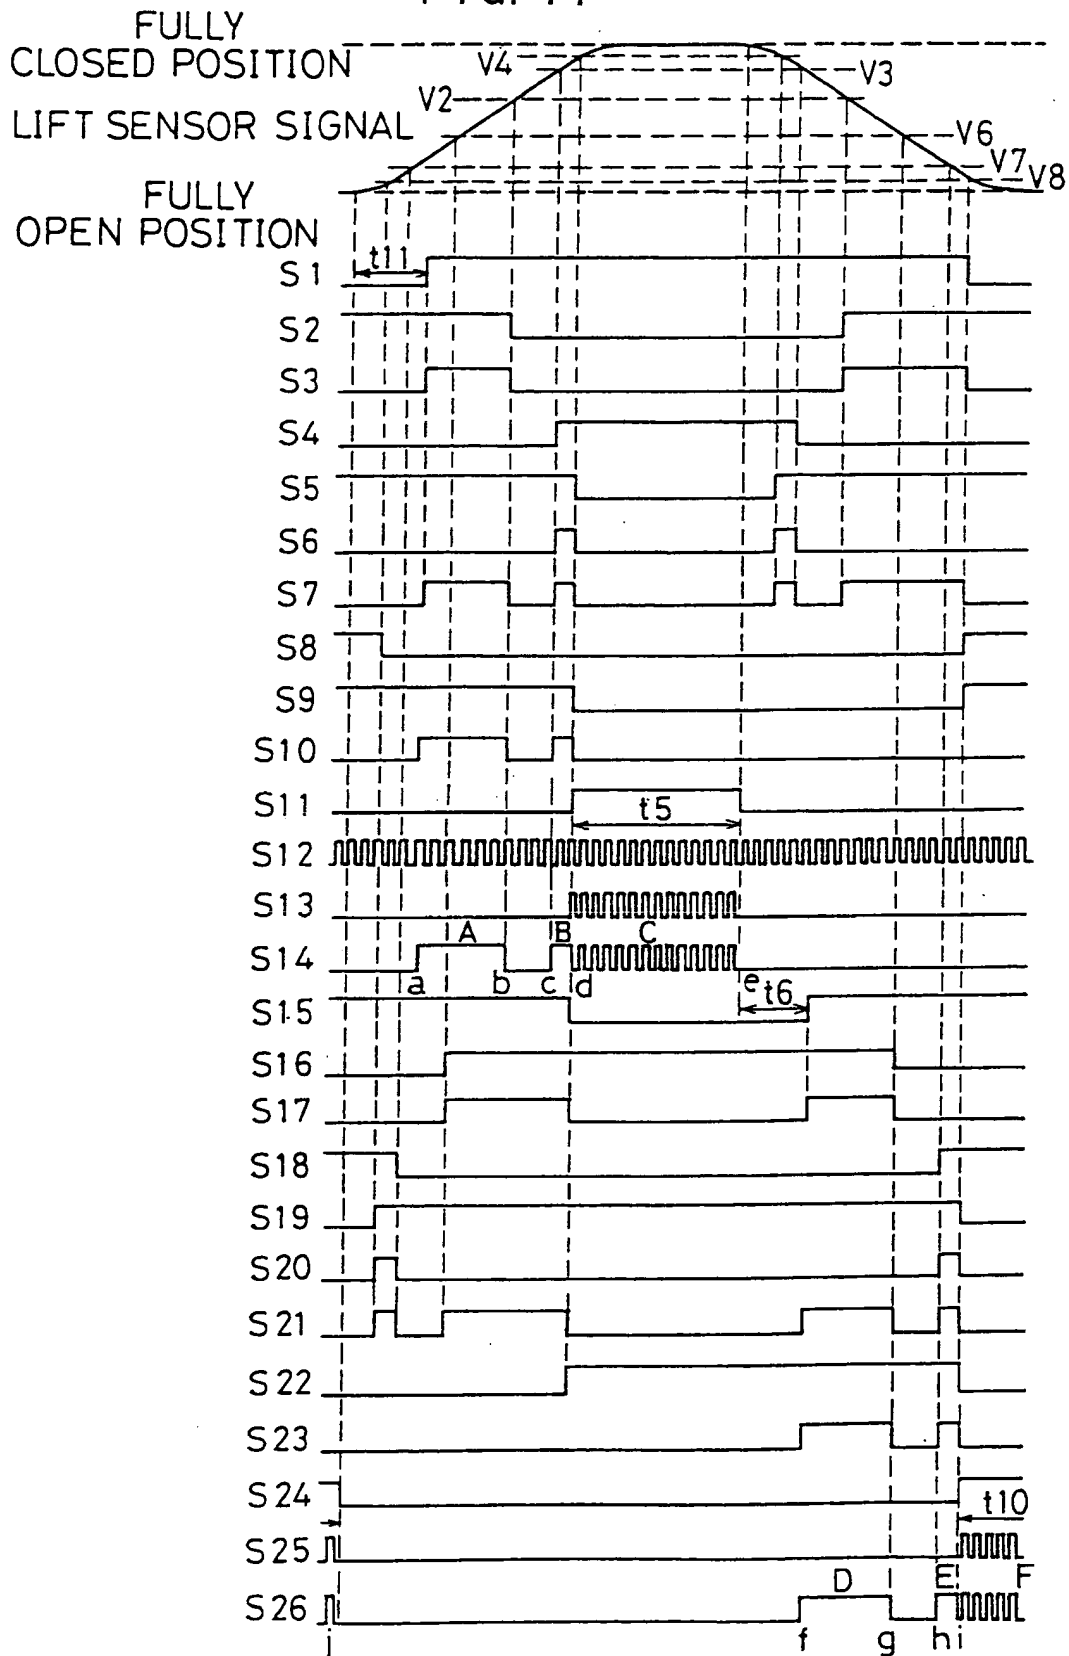 FULLY
CLOSED POSITION
V4
V3
V2
LIFT SENSOR SIGNAL
V6
V7
V8
FULLY
OPEN POSITION
t11
S1
S2
S3
S4
S5
S6
S7
S8
S9
S10
S11
t5
S12
S13
A B C
S14
a b c d e
t6
S15
S16
S17
S18
S19
S20
S21
S22
S23
S24
t10
S25
D E F
S26
j f g h i